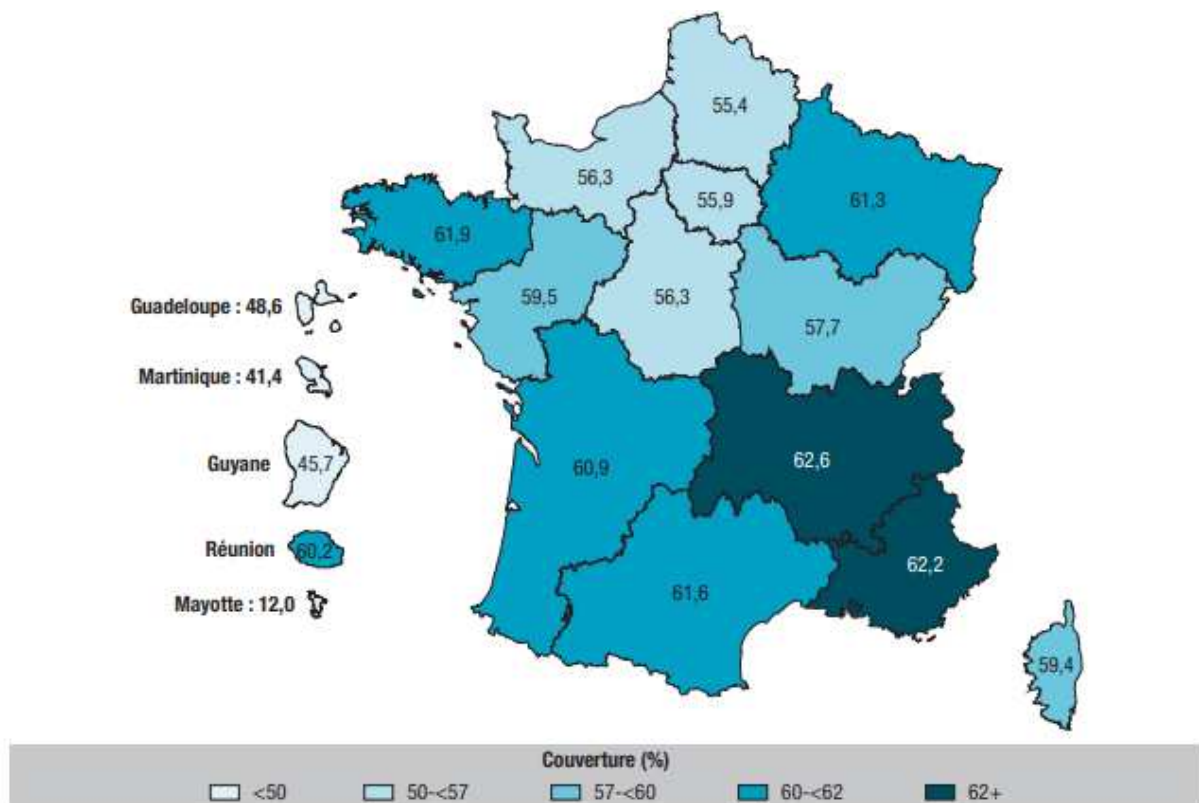 55,4
56,3
55,9
61,3
61,9
59,5
56,3
57,7
Guadeloupe : 48,6
Martinique : 41,4
Guyane
45,7
60,9
62,6
Réunion
60,2
62,2
Mayotte : 12,0
61,6
59,4
Couverture (%)
<50 50-<57 57-<60 60-<62 62+